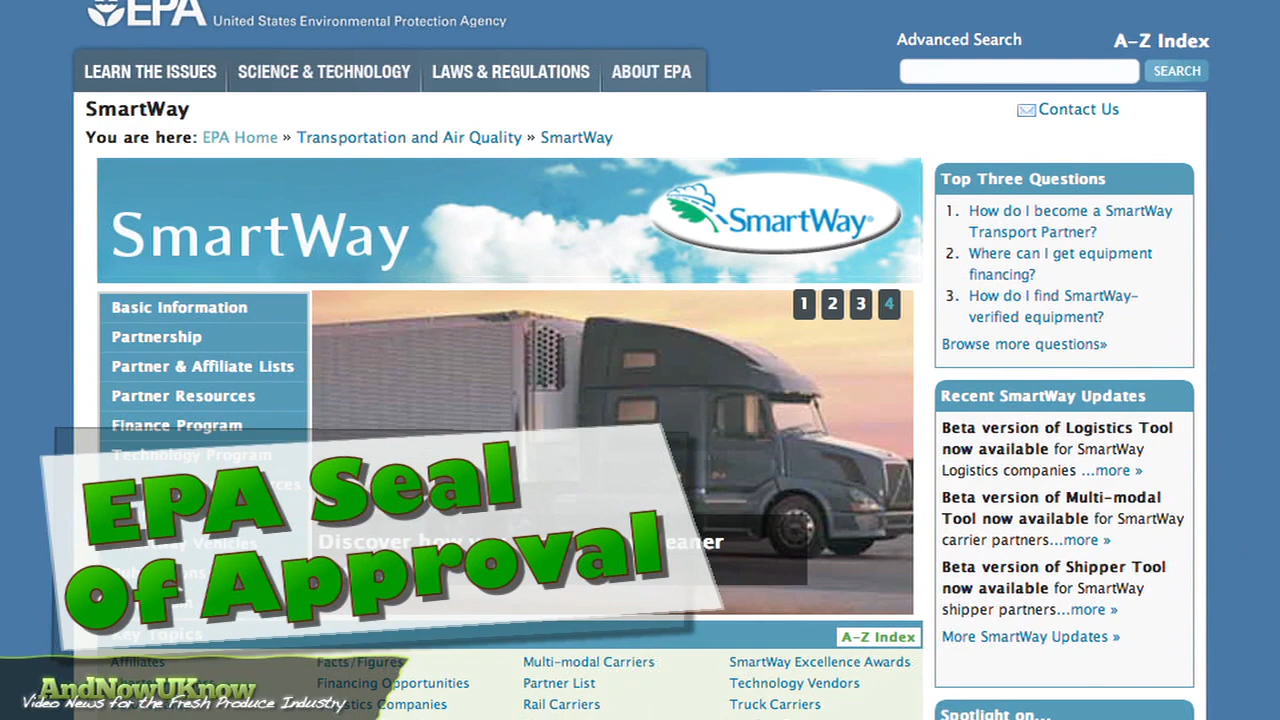 EPA United States Environmental Protection Agency
Advanced Search
A-Z Index
LEARN THE ISSUES
SCIENCE & TECHNOLOGY
LAWS & REGULATIONS
ABOUT EPA
SEARCH
SmartWay
Contact Us
You are here: EPA Home » Transportation and Air Quality » SmartWay
SmartWay
SmartWay®
1 2 3 4
Basic Information
Partnership
Partner & Affiliate Lists
Partner Resources
Finance Program
Technology Program
Vehicles
Key Topics
Discover how
eaner
EPA Seal
Of Approval
A-Z Index
Affiliates
Facts/Figures
Financing Opportunities
stics Companies
Multi-modal Carriers
Partner List
Rail Carriers
SmartWay Excellence Awards
Technology Vendors
Truck Carriers
Top Three Questions
1. How do I become a SmartWay
Transport Partner?
2. Where can I get equipment
financing?
3. How do I find SmartWay-
verified equipment?
Browse more questions»
Recent SmartWay Updates
Beta version of Logistics Tool
now available for SmartWay
Logistics companies ...more »
Beta version of Multi-modal
Tool now available for SmartWay
carrier partners...more »
Beta version of Shipper Tool
now available for SmartWay
shipper partners...more »
More SmartWay Updates »
Spotlight on...
AndNowUKnow
Video News for the Fresh Produce Industry